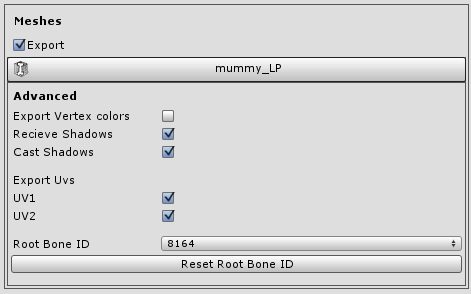 Meshes
Export
mummy_LP
Advanced
Export Vertex colors
Recieve Shadows
Cast Shadows
Export Uvs
UV1
UV2
Root Bone ID 8164
Reset Root Bone ID